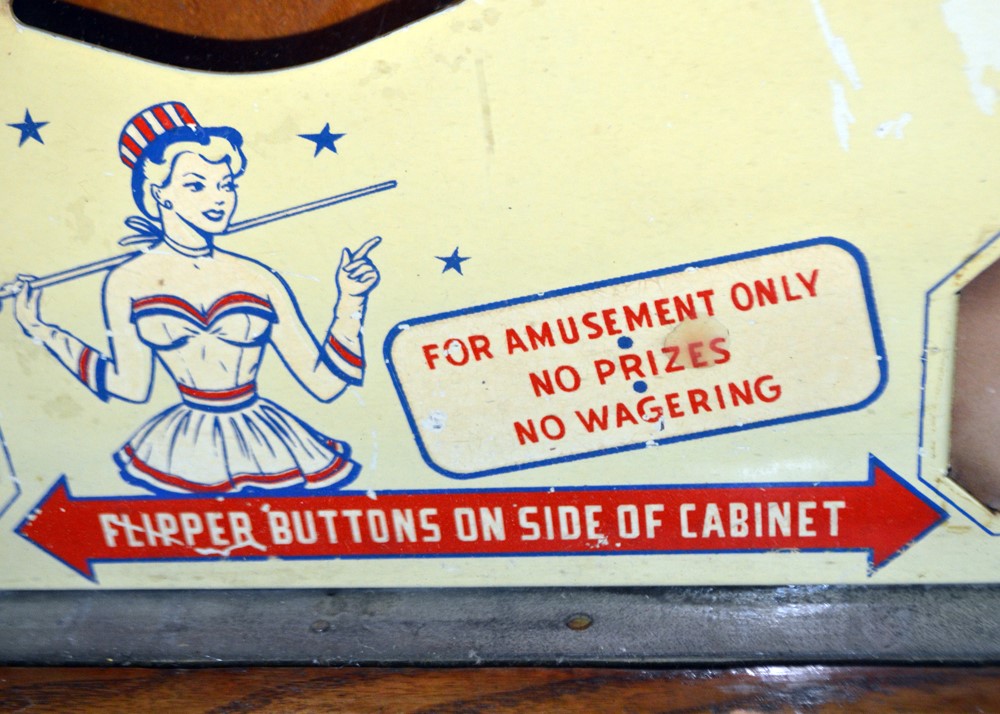 FOR AMUSEMENT ONLY
NO PRIZES
NO WAGERING
FLIPPER BUTTONS ON SIDE OF CABINET